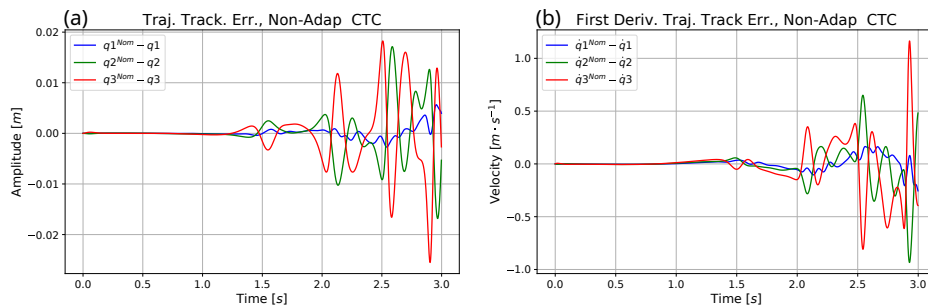 (a) Traj. Track. Err., Non-Adap CTC
q1^Nom − q1
q2^Nom − q2
q3^Nom − q3
Amplitude [m]
0.02
0.01
0.00
−0.01
−0.02
0.0 0.5 1.0 1.5 2.0 2.5 3.0
Time [s]
(b) First Deriv. Traj. Track Err., Non-Adap CTC
q̇1^Nom − q̇1
q̇2^Nom − q̇2
q̇3^Nom − q̇3
Velocity [m · s⁻¹]
1.0
0.5
0.0
−0.5
−1.0
0.0 0.5 1.0 1.5 2.0 2.5 3.0
Time [s]